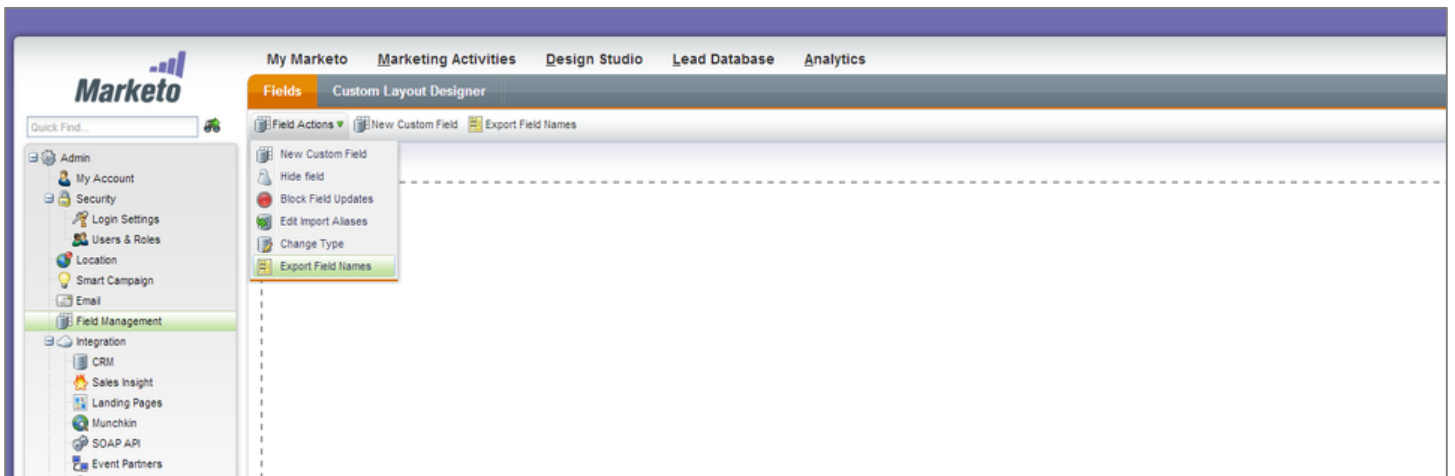 My Marketo Marketing Activities Design Studio Lead Database Analytics
Marketo
Fields Custom Layout Designer
Quick Find...
Field Actions New Custom Field Export Field Names
New Custom Field
Hide field
Block Field Updates
Edit Import Aliases
Change Type
Export Field Names
Admin
My Account
Security
Login Settings
Users & Roles
Location
Smart Campaign
Email
Field Management
Integration
CRM
Sales Insight
Landing Pages
Munchkin
SOAP API
Event Partners